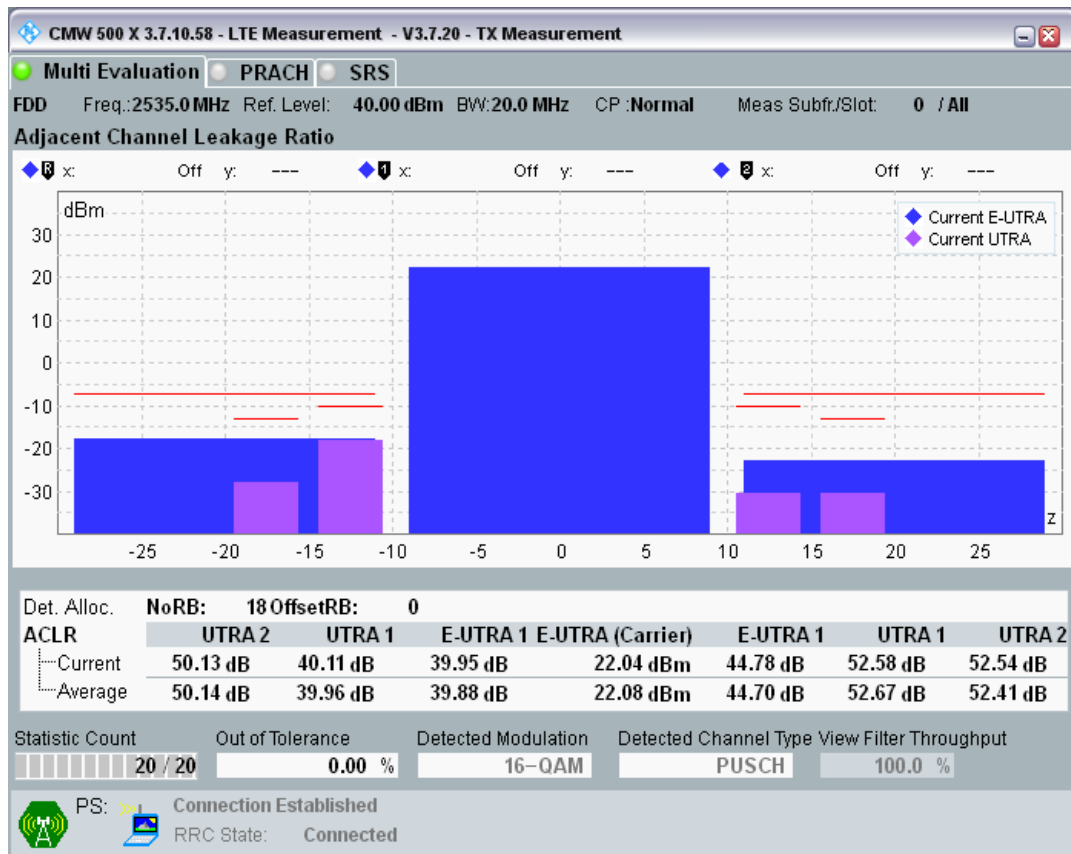 CMW 500 X 3.7.10.58 - LTE Measurement - V3.7.20 - TX Measurement
Multi Evaluation PRACH SRS
FDD Freq.:2535.0 MHz Ref. Level: 40.00 dBm BW:20.0 MHz CP :Normal Meas Subfr./Slot: 0 / All
Adjacent Channel Leakage Ratio
R x: Off y: --- 1 x: Off y: --- 2 x: Off y: ---
dBm
Current E-UTRA
Current UTRA
30
20
10
0
-10
-20
-30
z
-25 -20 -15 -10 -5 0 5 10 15 20 25
Det. Alloc. NoRB: 18 OffsetRB: 0
ACLR UTRA 2 UTRA 1 E-UTRA 1 E-UTRA (Carrier) E-UTRA 1 UTRA 1 UTRA 2
Current 50.13 dB 40.11 dB 39.95 dB 22.04 dBm 44.78 dB 52.58 dB 52.54 dB
Average 50.14 dB 39.96 dB 39.88 dB 22.08 dBm 44.70 dB 52.67 dB 52.41 dB
Statistic Count Out of Tolerance Detected Modulation Detected Channel Type View Filter Throughput
20 / 20 0.00 % 16-QAM PUSCH 100.0 %
PS: Connection Established
RRC State: Connected